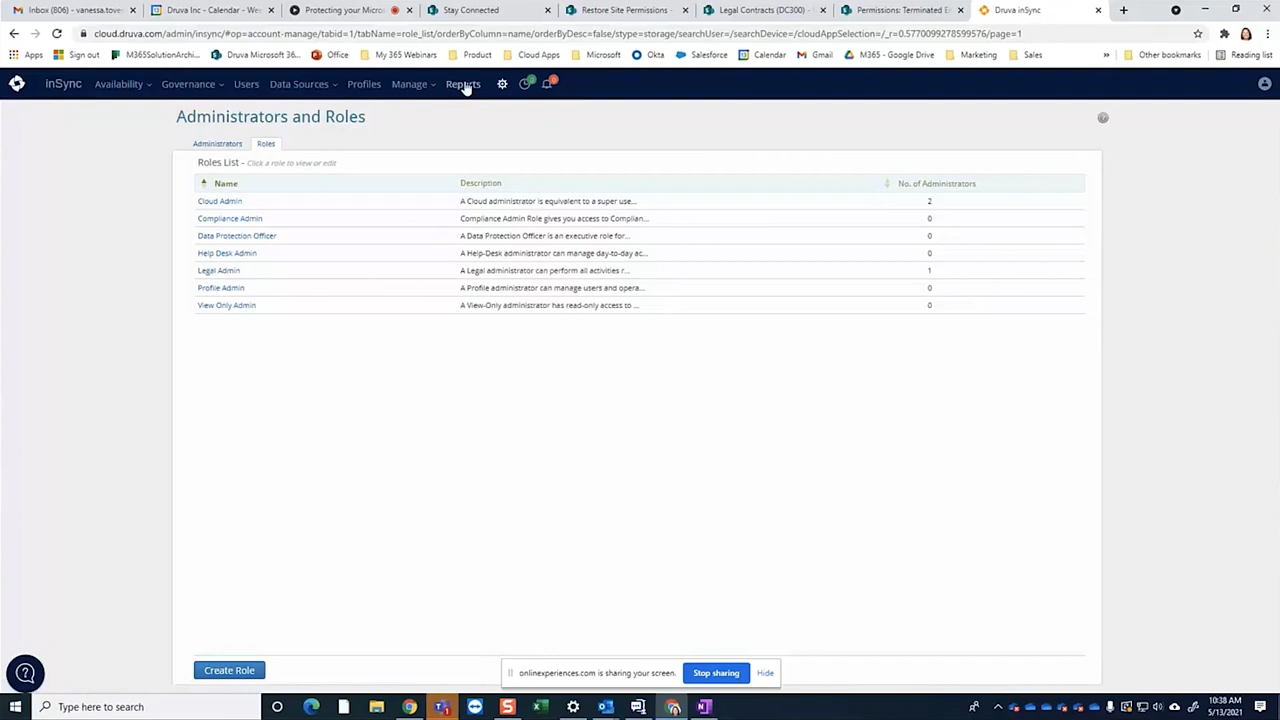 Inbox (806) - vanessa.toves
Druva Inc - Calendar - We
Protecting your Micros
Stay Connected
Restore Site Permissions -
Legal Contracts (DC300) -
Permissions: Terminated E
Druva inSync
cloud.druva.com/admin/insync/#op=account-manage/tabid=1/tabName=role_list/orderByColumn=name/orderByDesc=false/stype=storage/searchUser=/searchDevice=/cloudAppSelection=/_r=0.5770099278599576/page=1
Apps Sign out M365SolutionArchi... Druva Microsoft 36... Office My 365 Webinars Product Cloud Apps Microsoft Okta Salesforce Calendar Gmail M365 - Google Drive Marketing Sales » Other bookmarks Reading list
inSync Availability Governance Users Data Sources Profiles Manage Reports
Administrators and Roles
Administrators Roles
Roles List - Click a role to view or edit
Name Description No. of Administrators
Cloud Admin A Cloud administrator is equivalent to a super use... 2
Compliance Admin Compliance Admin Role gives you access to Complian... 0
Data Protection Officer A Data Protection Officer is an executive role for... 0
Help Desk Admin A Help-Desk administrator can manage day-to-day ac... 0
Legal Admin A Legal administrator can perform all activities r... 1
Profile Admin A Profile administrator can manage users and opera... 0
View Only Admin A View-Only administrator has read-only access to ... 0
Create Role
onlinexperiences.com is sharing your screen. Stop sharing Hide
Type here to search
10:38 AM
5/13/2021